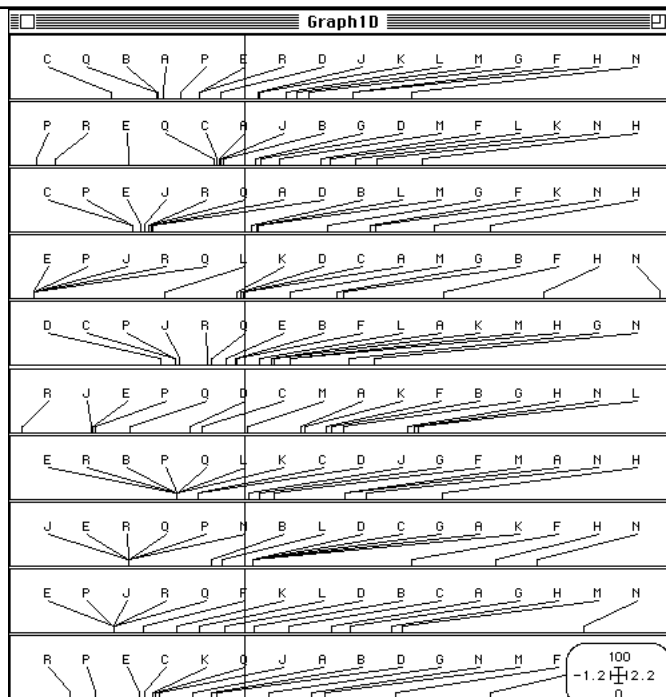 Graph1D
C Q B A P E R D J K L M G F H N
P R E Q C A J B G D M F L K N H
C P E J R Q A D B L M G F K N H
E P J R Q L K D C A M G B F H N
D C P J R Q E B F L A K M H G N
R J E P Q D C M A K F B G H N L
E R B P Q L K C D J G F M A N H
J E R Q P M B L D C G A K F H N
E P J R Q F K L D B C A G H M N
R P E C K Q J A B D G N M F
100
-1.2 2.2
0